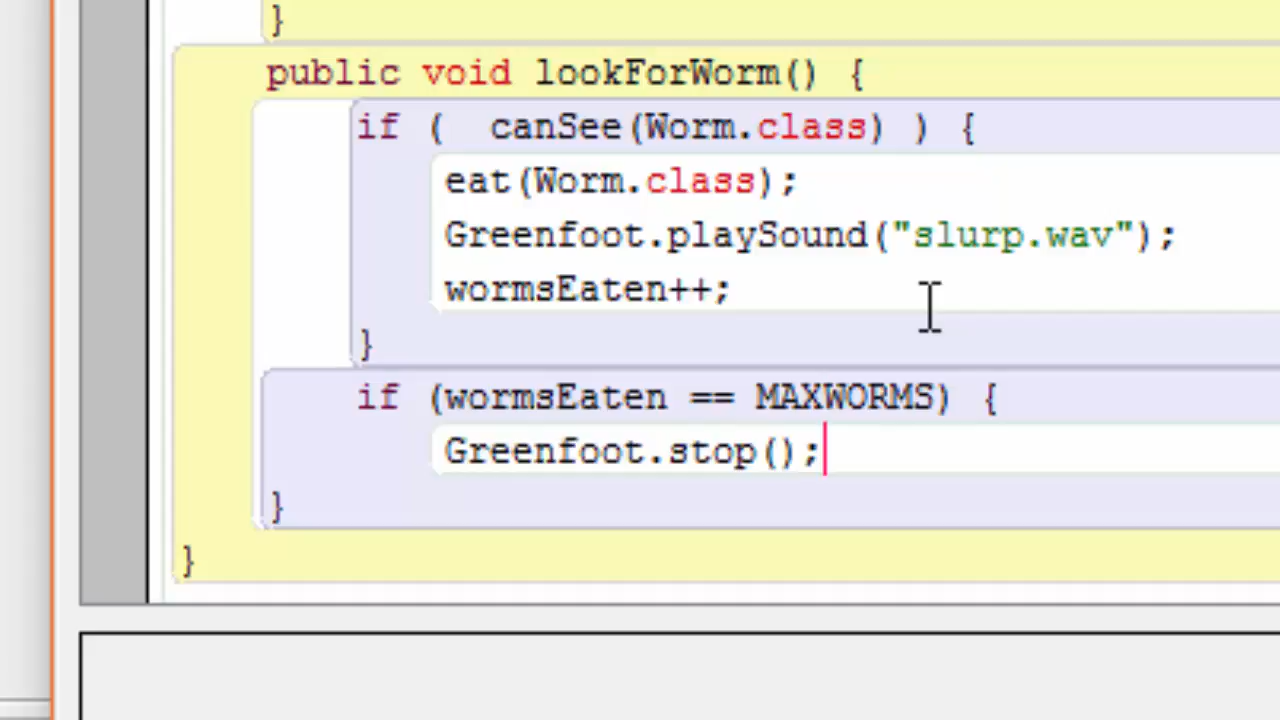 }
public void lookForWorm() {
if (  canSee(Worm.class) ) {
eat(Worm.class);
Greenfoot.playSound("slurp.wav");
wormsEaten++;
}
if (wormsEaten == MAXWORMS) {
Greenfoot.stop();
}
}